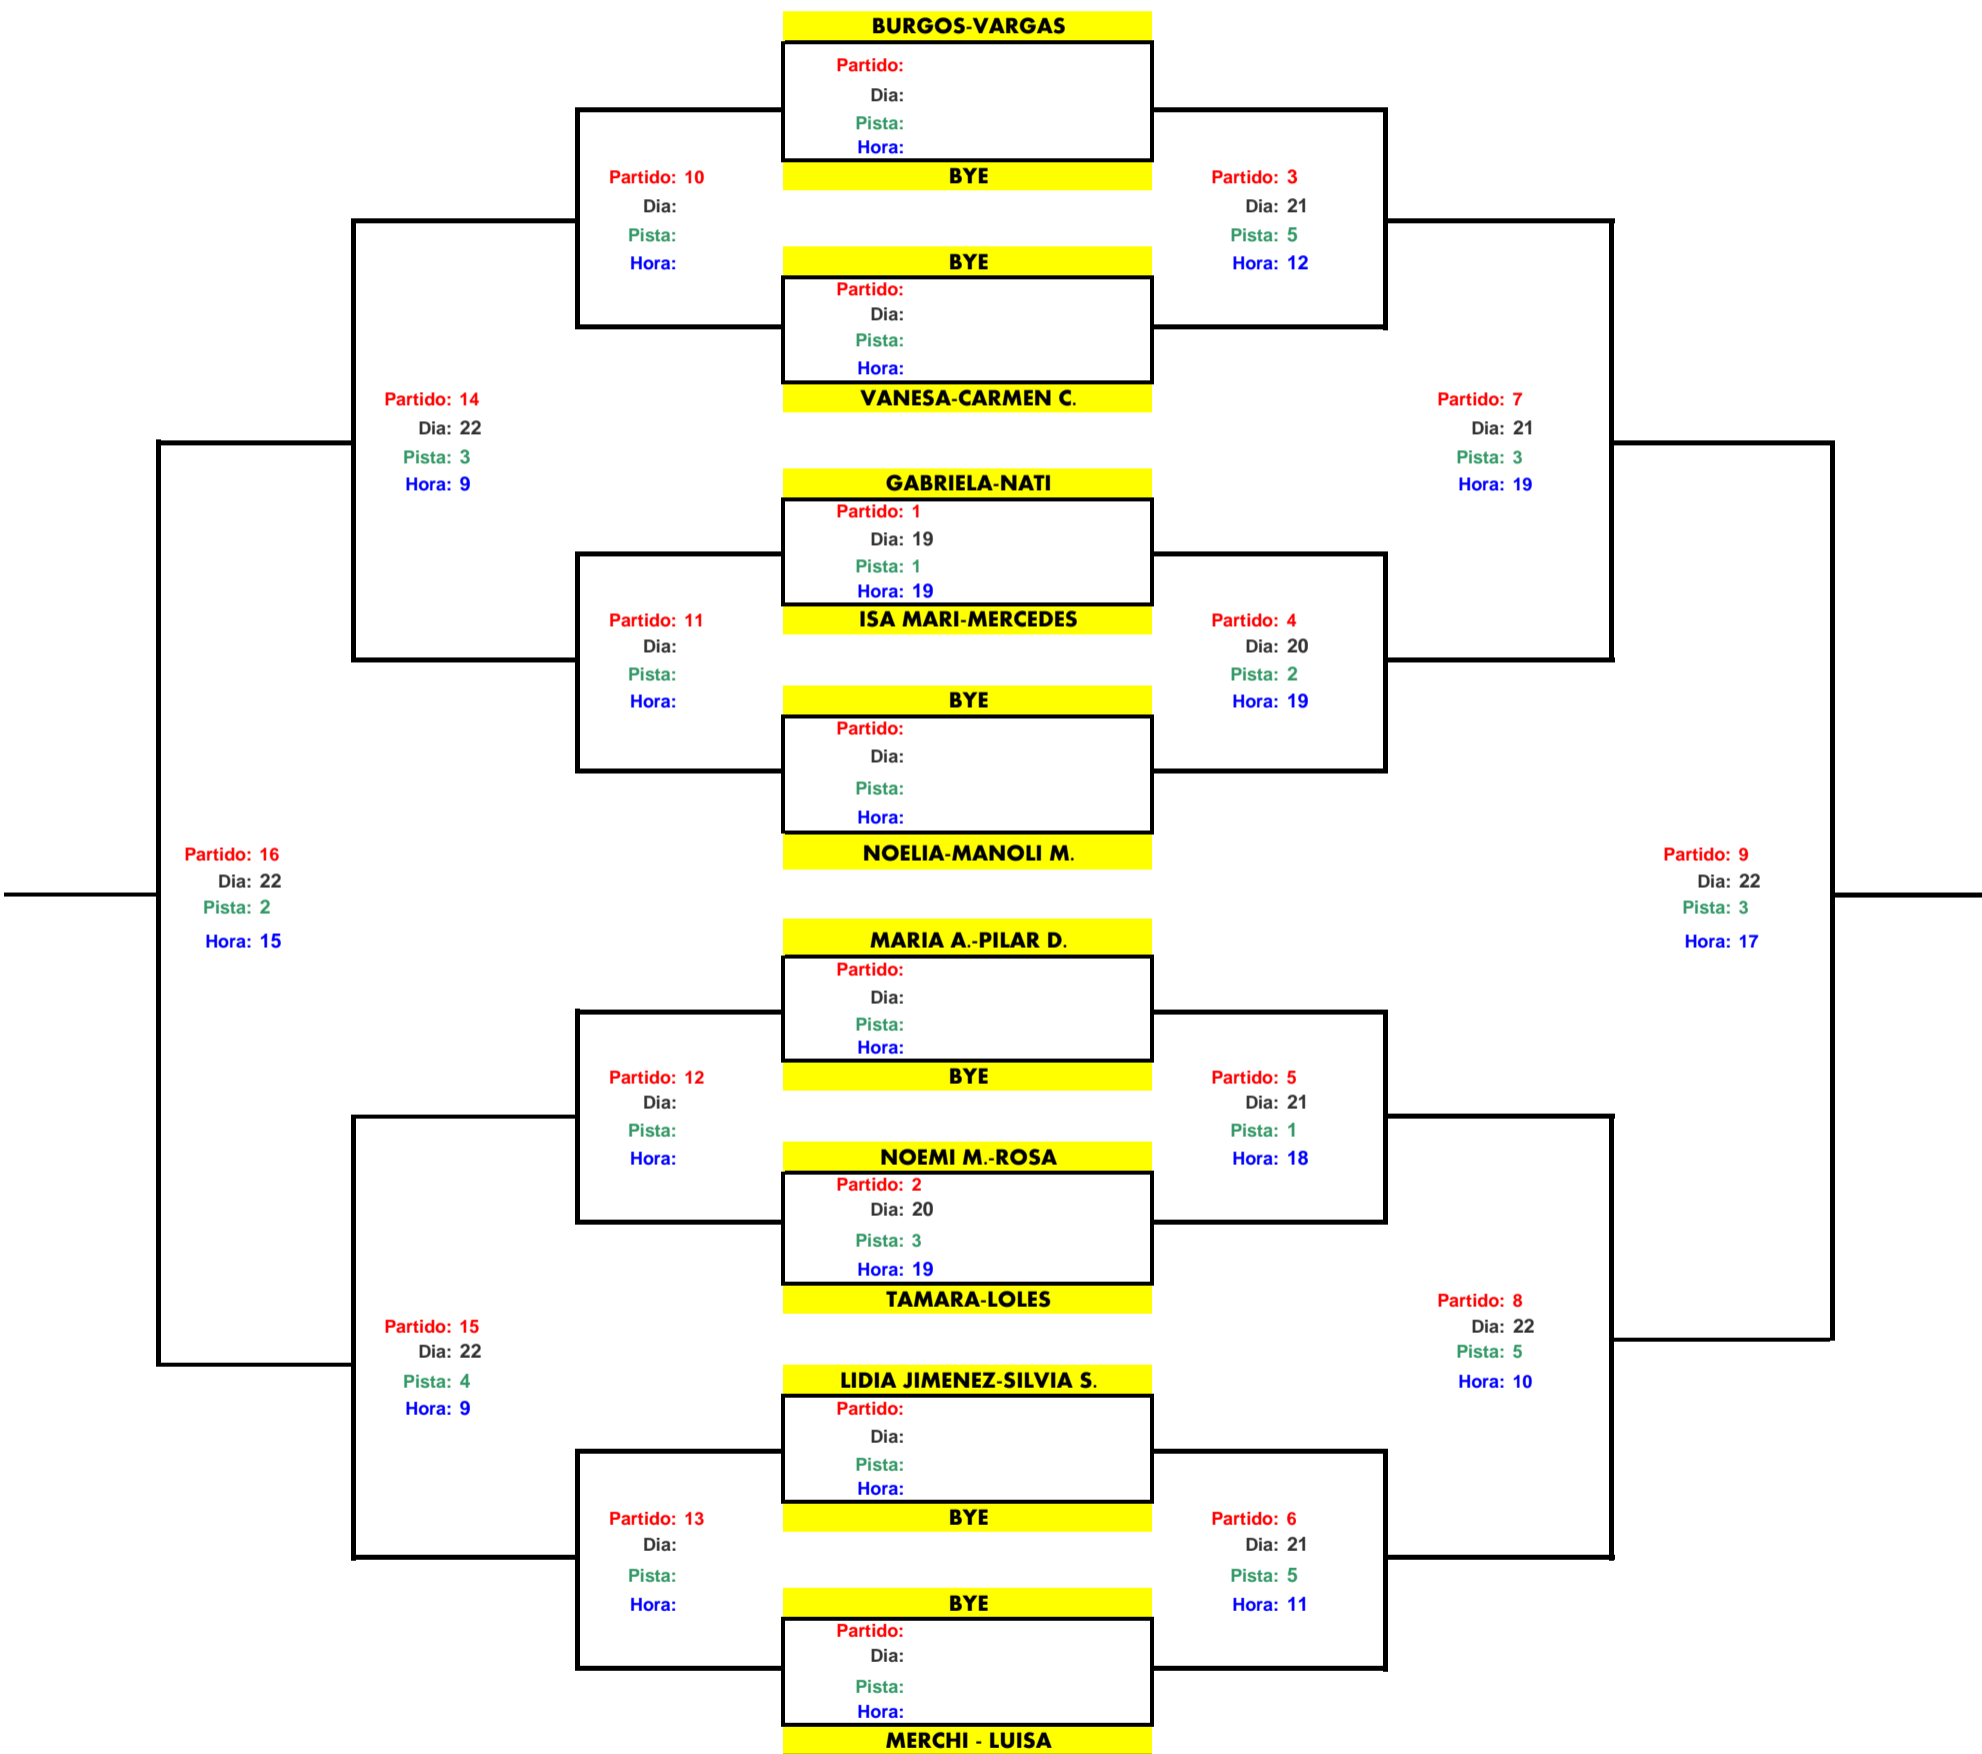 BURGOS-VARGAS
Partido:
Dia:
Pista:
Hora:
BYE
Partido: 10
Dia:
Pista:
Hora:
Partido: 3
Dia: 21
Pista: 5
Hora: 12
BYE
Partido:
Dia:
Pista:
Hora:
VANESA-CARMEN C.
Partido: 14
Dia: 22
Pista: 3
Hora: 9
Partido: 7
Dia: 21
Pista: 3
Hora: 19
GABRIELA-NATI
Partido: 1
Dia: 19
Pista: 1
Hora: 19
ISA MARI-MERCEDES
Partido: 11
Dia:
Pista:
Hora:
Partido: 4
Dia: 20
Pista: 2
Hora: 19
BYE
Partido:
Dia:
Pista:
Hora:
NOELIA-MANOLI M.
Partido: 16
Dia: 22
Pista: 2
Hora: 15
Partido: 9
Dia: 22
Pista: 3
Hora: 17
MARIA A.-PILAR D.
Partido:
Dia:
Pista:
Hora:
BYE
Partido: 12
Dia:
Pista:
Hora:
Partido: 5
Dia: 21
Pista: 1
Hora: 18
NOEMI M.-ROSA
Partido: 2
Dia: 20
Pista: 3
Hora: 19
TAMARA-LOLES
Partido: 15
Dia: 22
Pista: 4
Hora: 9
Partido: 8
Dia: 22
Pista: 5
Hora: 10
LIDIA JIMENEZ-SILVIA S.
Partido:
Dia:
Pista:
Hora:
BYE
Partido: 13
Dia:
Pista:
Hora:
Partido: 6
Dia: 21
Pista: 5
Hora: 11
BYE
Partido:
Dia:
Pista:
Hora:
MERCHI - LUISA